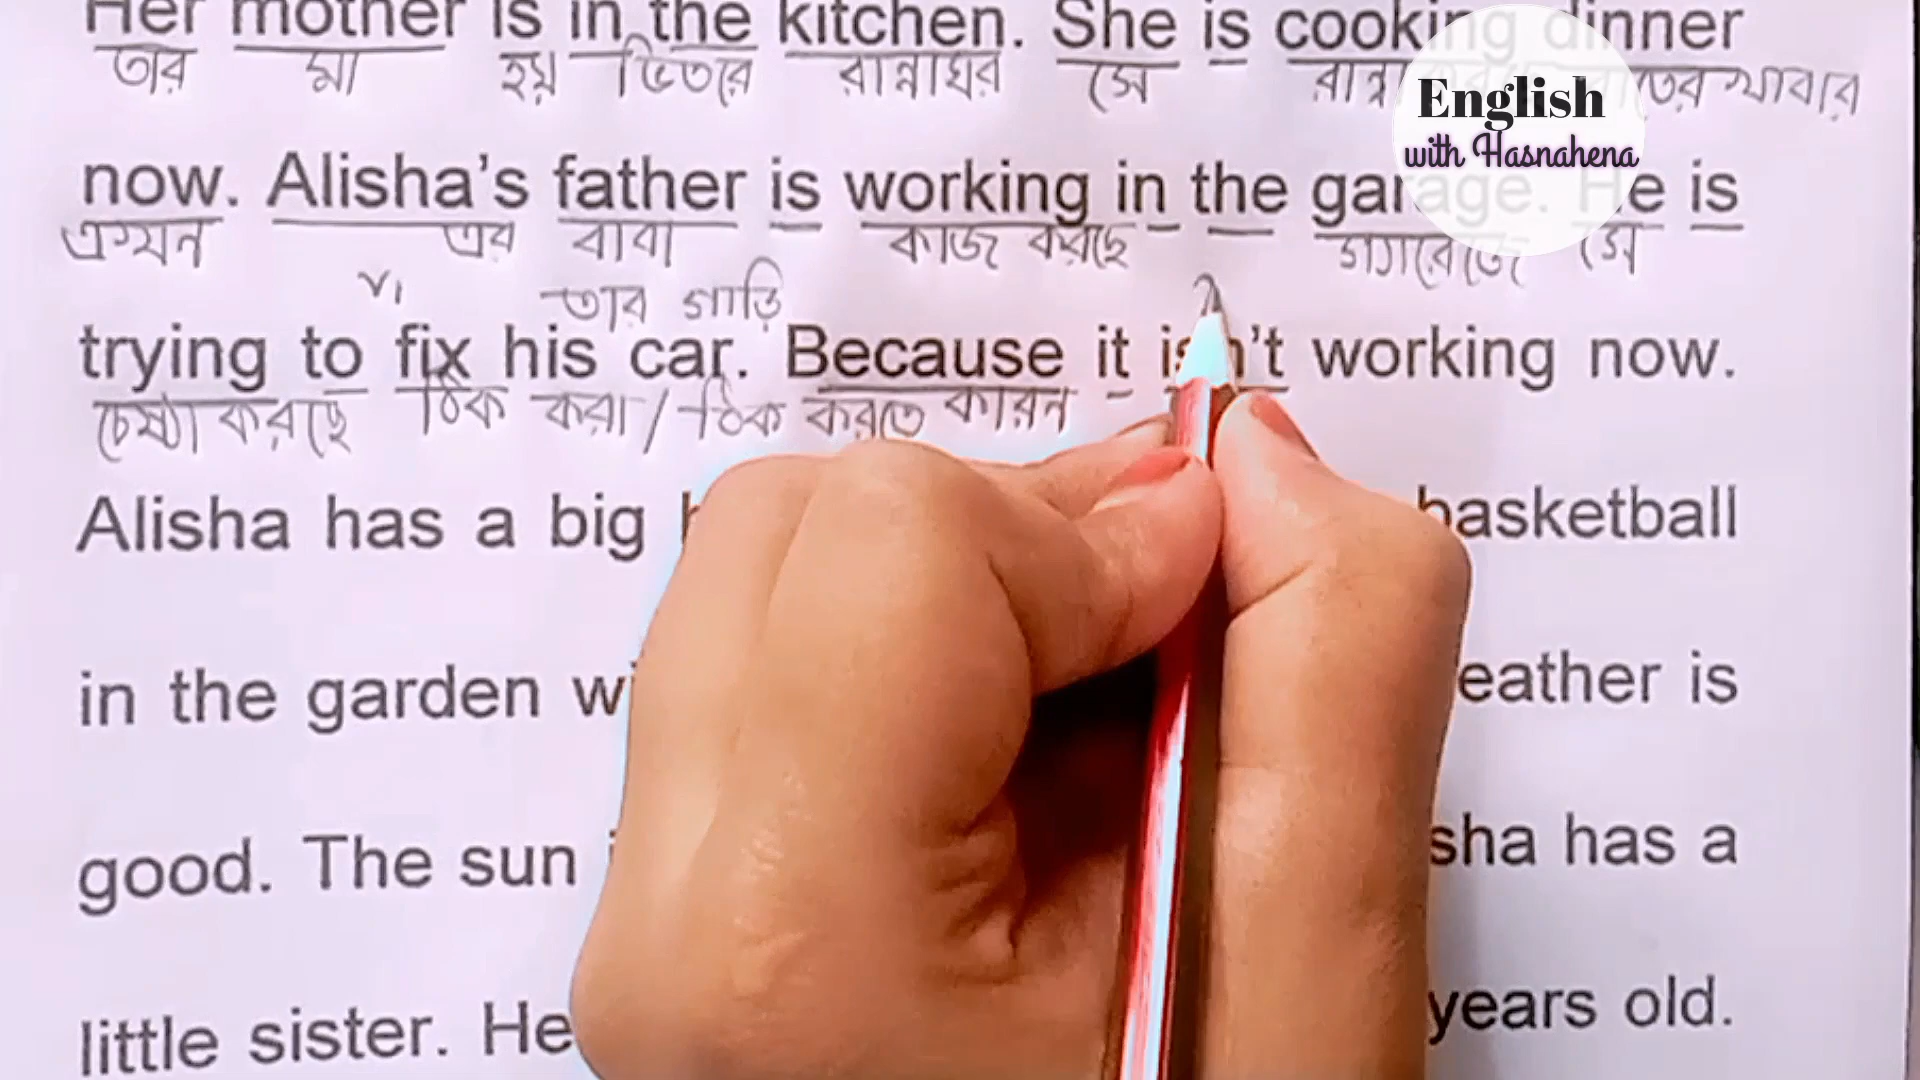 Her mother is in the kitchen. She is cooking dinner
তার মা হয় ভিতরে রান্নাঘর সে খাবার
English
with Hasnahena
now. Alisha's father is working in the garage. He is
এখন এর বাবা কাজ করছে গ্যারেজে সে
V1 তার গাড়ি
trying to fix his car. Because it isn't working now.
চেষ্টা করছে ঠিক করা / ঠিক করতে কারন
Alisha has a big basketball
in the garden is
good. The sun has a
little sister. He years old.